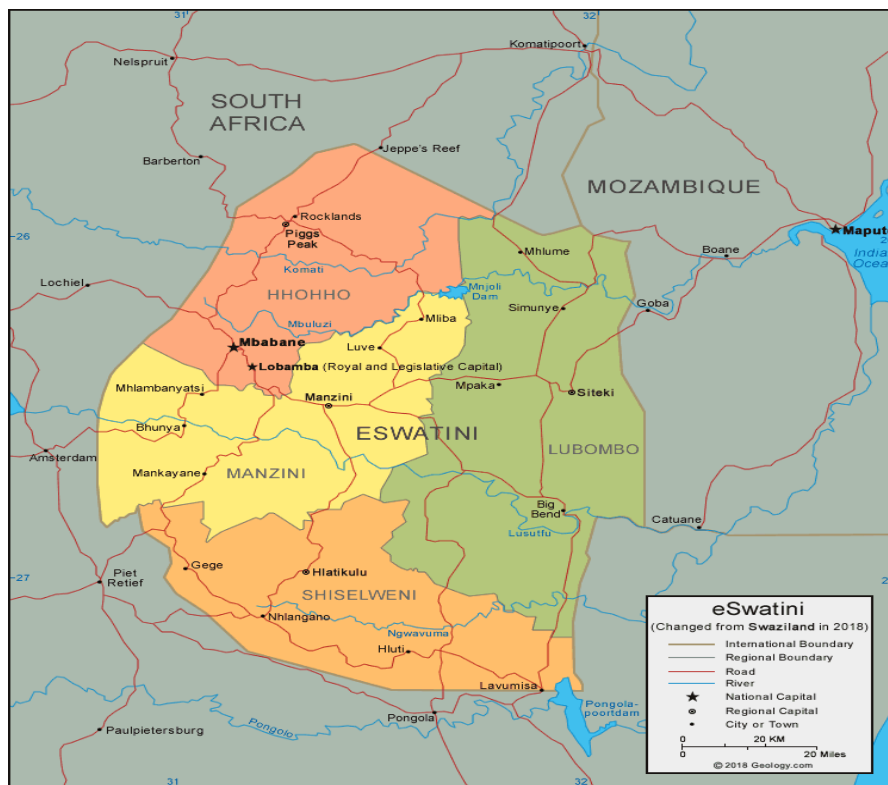 31
32
Komatipoort
Nelspruit
SOUTH
AFRICA
Jeppe's Reef
Barberton
MOZAMBIQUE
Rocklands
Piggs
Peak
26
Maput
Mhlume
Boane
India
Ocea
Komati
Lochiel
HHOHHO
Mnjoli
Dam
Simunye
Goba
Mbuluzi
Mliba
Mbabane
Luve
Lobamba (Royal and Legislative Capital)
Mhlambanyatsi
Mpaka
Siteki
Manzini
Bhunya
ESWATINI
LUBOMBO
Amsterdam
Mankayane
MANZINI
Big
Bend
Catuane
Lusutfu
Gege
Hlatikulu
27
Piet
Retief
SHISELWENI
Nhlangano
Ngwavuma
Hluti
Lavumisa
Pongola
Pongola-
poortdam
Pongolo
Paulpietersburg
31
32
eSwatini
(Changed from Swaziland in 2018)
International Boundary
Regional Boundary
Road
River
National Capital
Regional Capital
City or Town
0 20 KM
0 20 Miles
© 2018 Geology.com